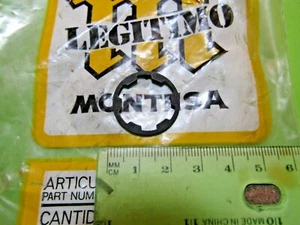 LEGITIMO
MONTESA
ARTICU
PART NUM
CANTID
MM
CM 1 2 3 4 5 6
MADE IN CHINA